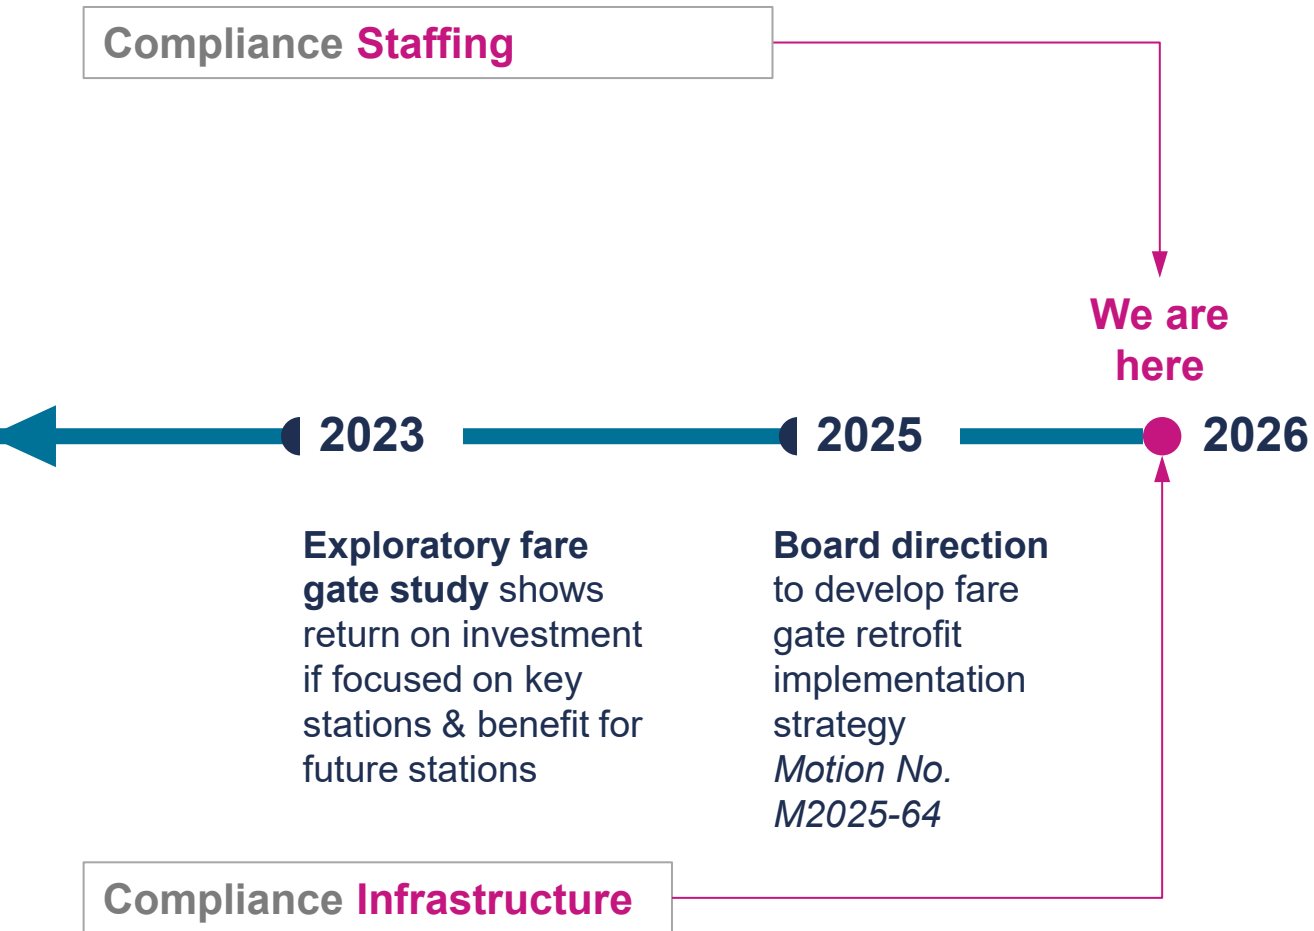 Compliance Staffing
We are
here
2023
2025
2026
Exploratory fare
gate study shows
return on investment
if focused on key
stations & benefit for
future stations
Board direction
to develop fare
gate retrofit
implementation
strategy
Motion No.
M2025-64
Compliance Infrastructure